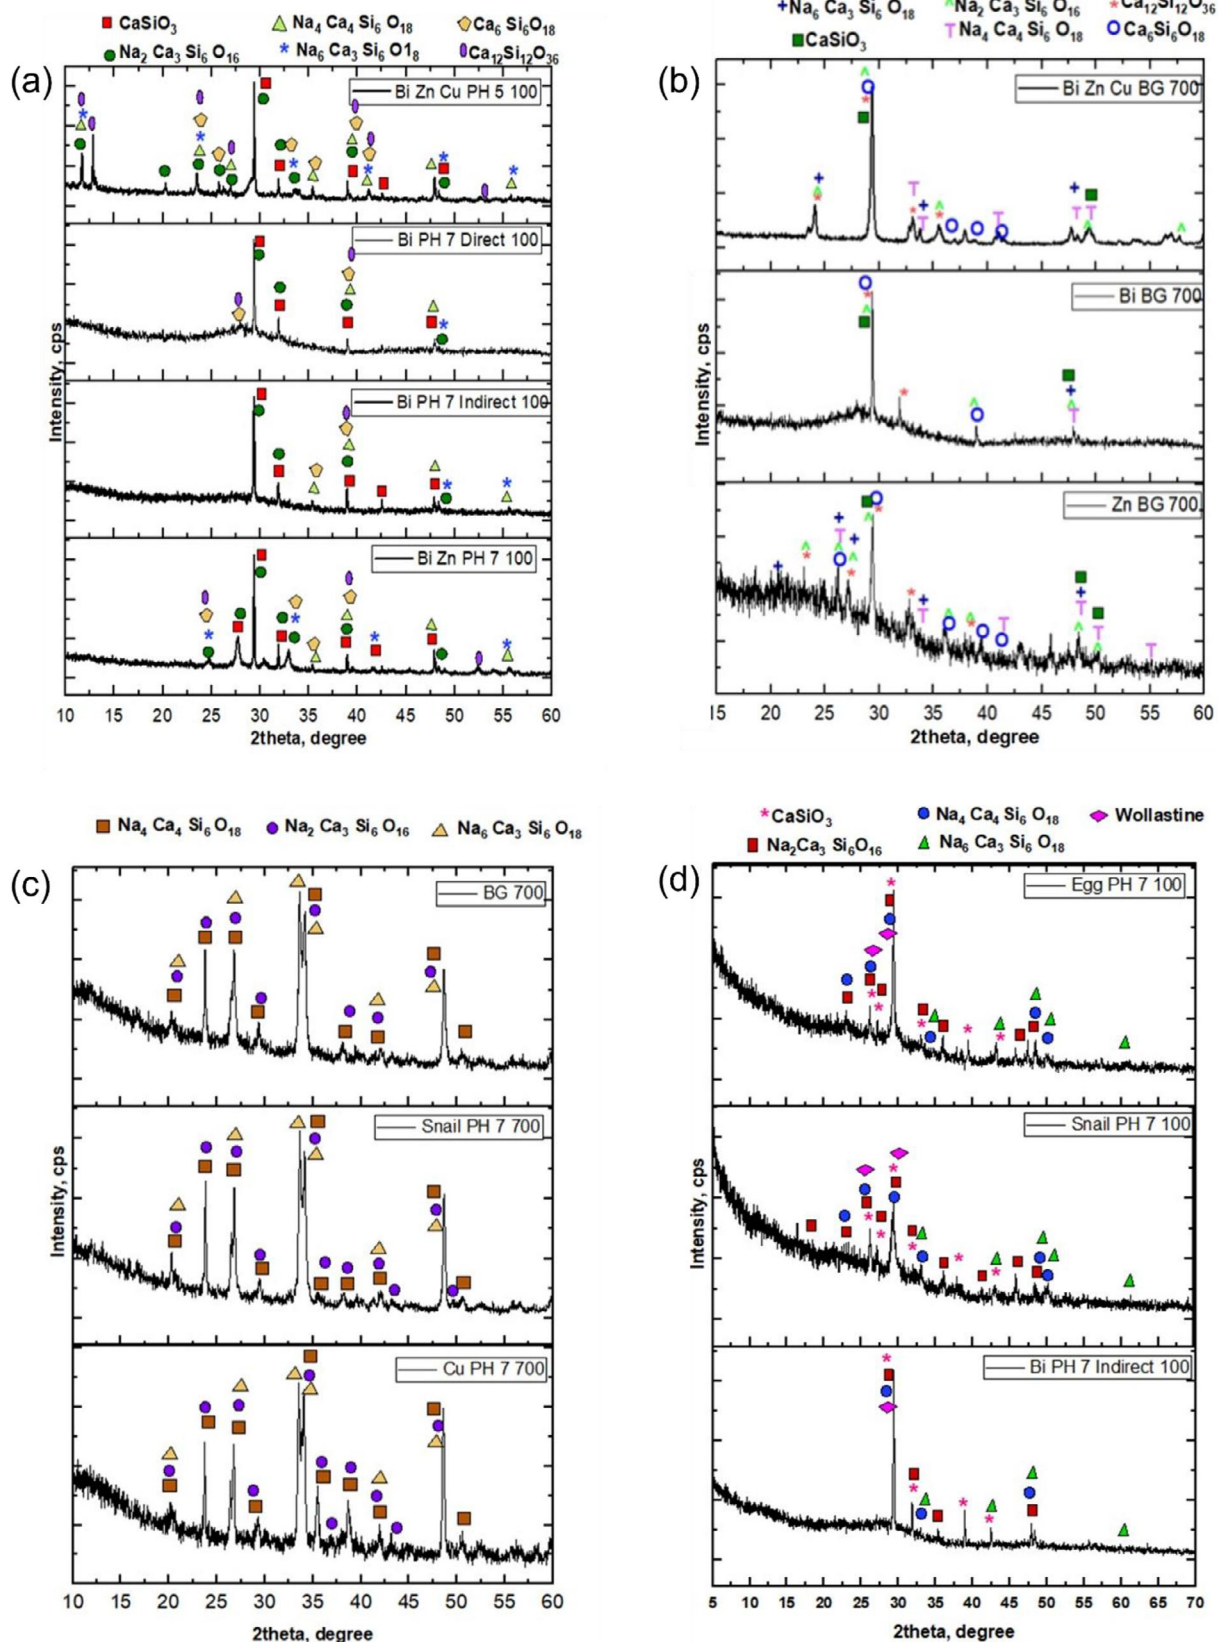 (a)
CaSiO3 Na4 Ca4 Si6 O18 Ca6 Si6O18
Na2 Ca3 Si6 O16 Na6 Ca3 Si6 O18 Ca12Si12O36
Bi Zn Cu PH 5 100
Bi PH 7 Direct 100
Bi PH 7 Indirect 100
Bi Zn PH 7 100
Intensity, cps
10 15 20 25 30 35 40 45 50 55 60
2theta, degree
(b)
Na6 Ca3 Si6 O18 Na2 Ca3 Si6 O16 Ca12Si12O36
CaSiO3 Na4 Ca4 Si6 O18 Ca6Si6O18
Bi Zn Cu BG 700
Bi BG 700
Zn BG 700
Intensity, cps
15 20 25 30 35 40 45 50 55 60
2theta, degree
(c)
Na4 Ca4 Si6 O18 Na2 Ca3 Si6 O16 Na6 Ca3 Si6 O18
BG 700
Snail PH 7 700
Cu PH 7 700
Intensity, cps
10 15 20 25 30 35 40 45 50 55 60
2theta, degree
(d)
CaSiO3 Na4 Ca4 Si6 O18 Wollastine
Na2Ca3 Si6O16 Na6 Ca3 Si6 O18
Egg PH 7 100
Snail PH 7 100
Bi PH 7 Indirect 100
Intensity, cps
5 10 15 20 25 30 35 40 45 50 55 60 65 70
2theta, degree